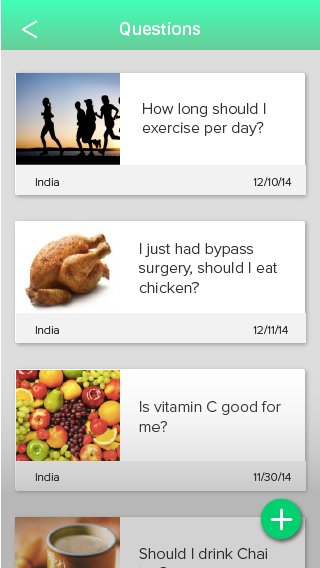 Questions
How long should I
exercise per day?
India 12/10/14
I just had bypass
surgery, should I eat
chicken?
India 12/11/14
Is vitamin C good for
me?
India 11/30/14
Should I drink Chai